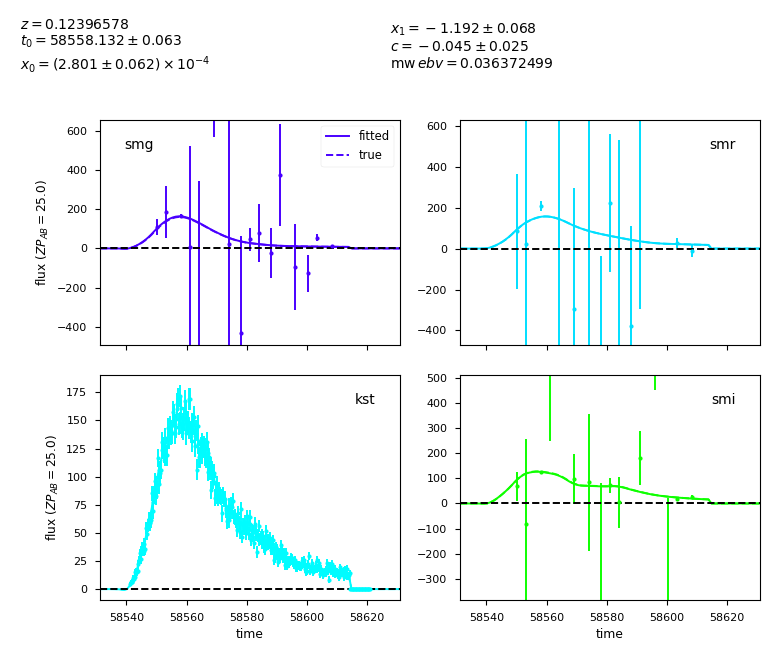 z = 0.12396578
t0 = 58558.132 ± 0.063
x0 = (2.801 ± 0.062) × 10^−4
x1 = −1.192 ± 0.068
c = −0.045 ± 0.025
mw ebv = 0.036372499
smg
fitted
true
600
400
200
0
−200
−400
flux (ZP_AB = 25.0)
smr
600
400
200
0
−200
−400
kst
175
150
125
100
75
50
25
0
flux (ZP_AB = 25.0)
58540 58560 58580 58600 58620
time
smi
500
400
300
200
100
0
−100
−200
−300
58540 58560 58580 58600 58620
time